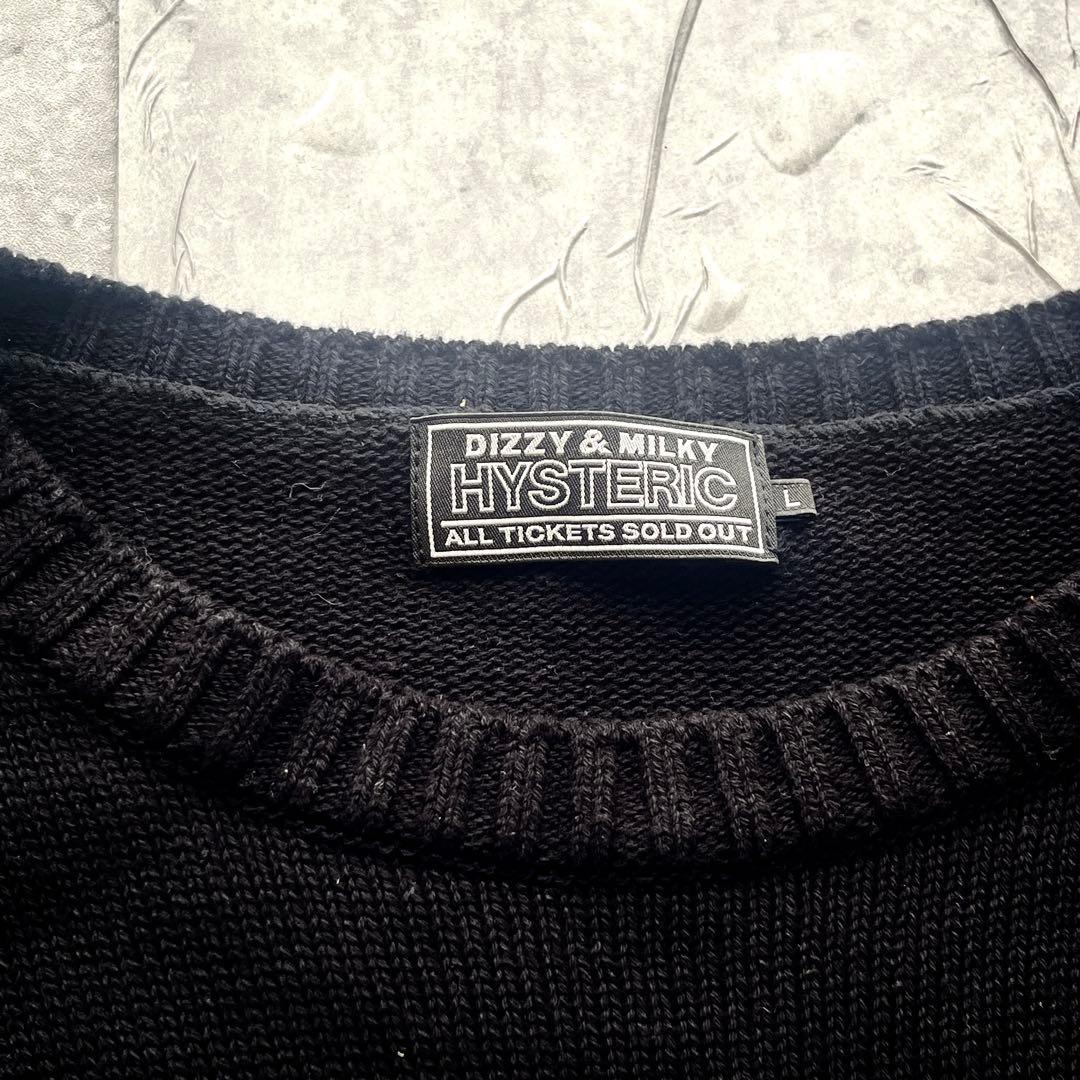 DIZZY & MILKY
HYSTERIC
ALL TICKETS SOLD OUT
L